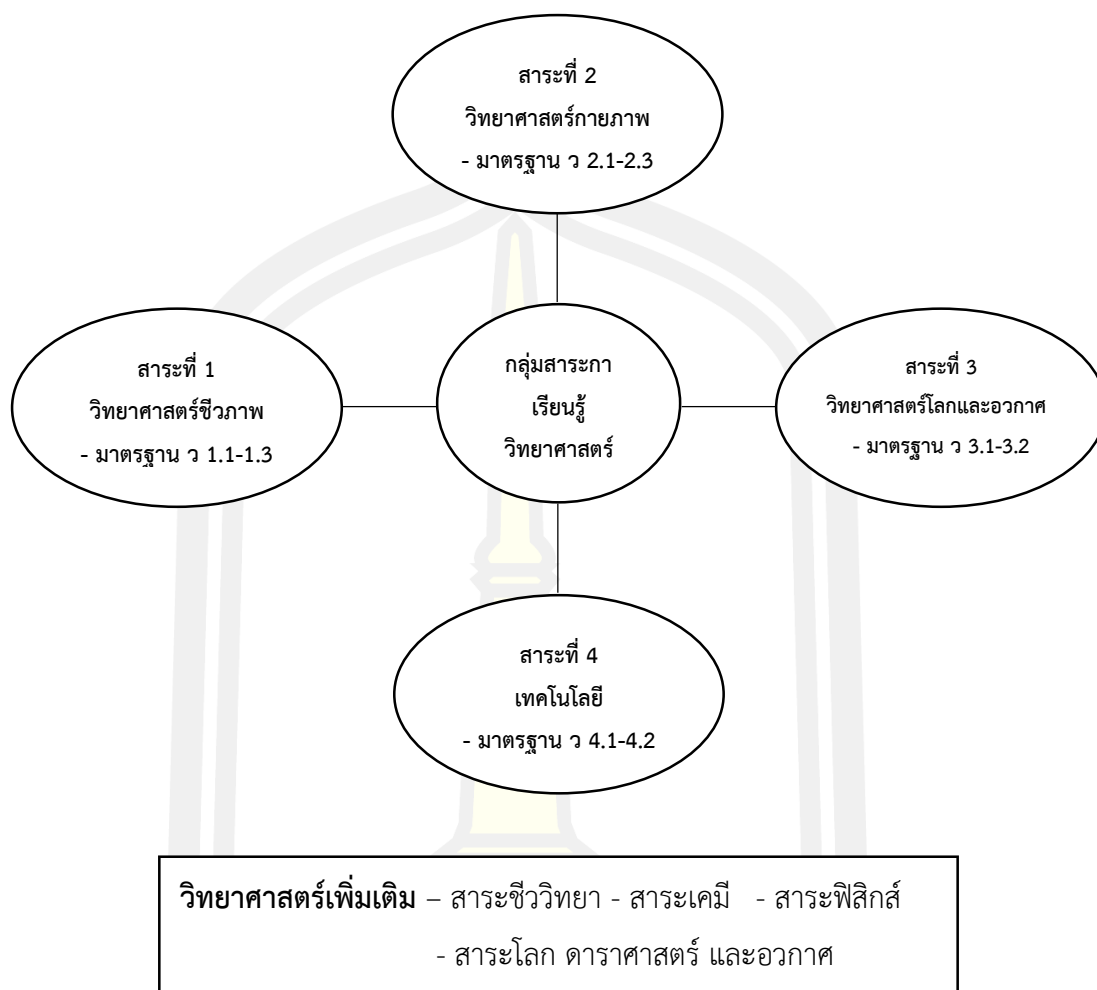 สาระที่ 2
วิทยาศาสตร์กายภาพ
- มาตรฐาน ว 2.1-2.3
สาระที่ 1
วิทยาศาสตร์ชีวภาพ
- มาตรฐาน ว 1.1-1.3
กลุ่มสาระกา
เรียนรู้
วิทยาศาสตร์
สาระที่ 3
วิทยาศาสตร์โลกและอวกาศ
- มาตรฐาน ว 3.1-3.2
สาระที่ 4
เทคโนโลยี
- มาตรฐาน ว 4.1-4.2
วิทยาศาสตร์เพิ่มเติม – สาระชีววิทยา - สาระเคมี - สาระฟิสิกส์
- สาระโลก ดาราศาสตร์ และอวกาศ